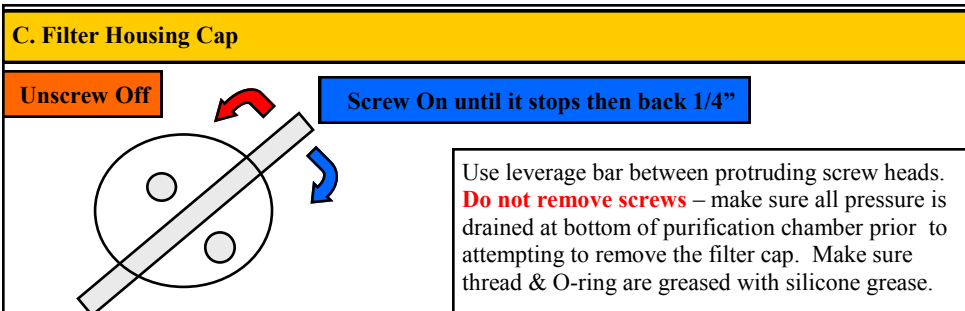 C. Filter Housing Cap
Unscrew Off
Screw On until it stops then back 1/4”
Use leverage bar between protruding screw heads.
Do not remove screws – make sure all pressure is
drained at bottom of purification chamber prior to
attempting to remove the filter cap. Make sure
thread & O-ring are greased with silicone grease.